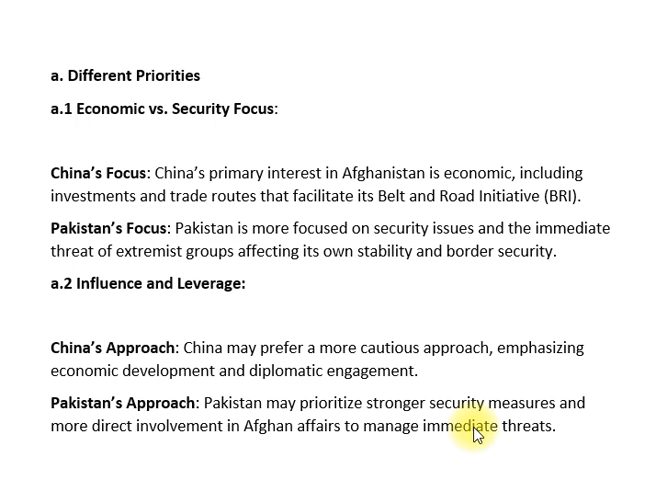 a. Different Priorities
a.1 Economic vs. Security Focus:
China’s Focus: China’s primary interest in Afghanistan is economic, including
investments and trade routes that facilitate its Belt and Road Initiative (BRI).
Pakistan’s Focus: Pakistan is more focused on security issues and the immediate
threat of extremist groups affecting its own stability and border security.
a.2 Influence and Leverage:
China’s Approach: China may prefer a more cautious approach, emphasizing
economic development and diplomatic engagement.
Pakistan’s Approach: Pakistan may prioritize stronger security measures and
more direct involvement in Afghan affairs to manage immediate threats.